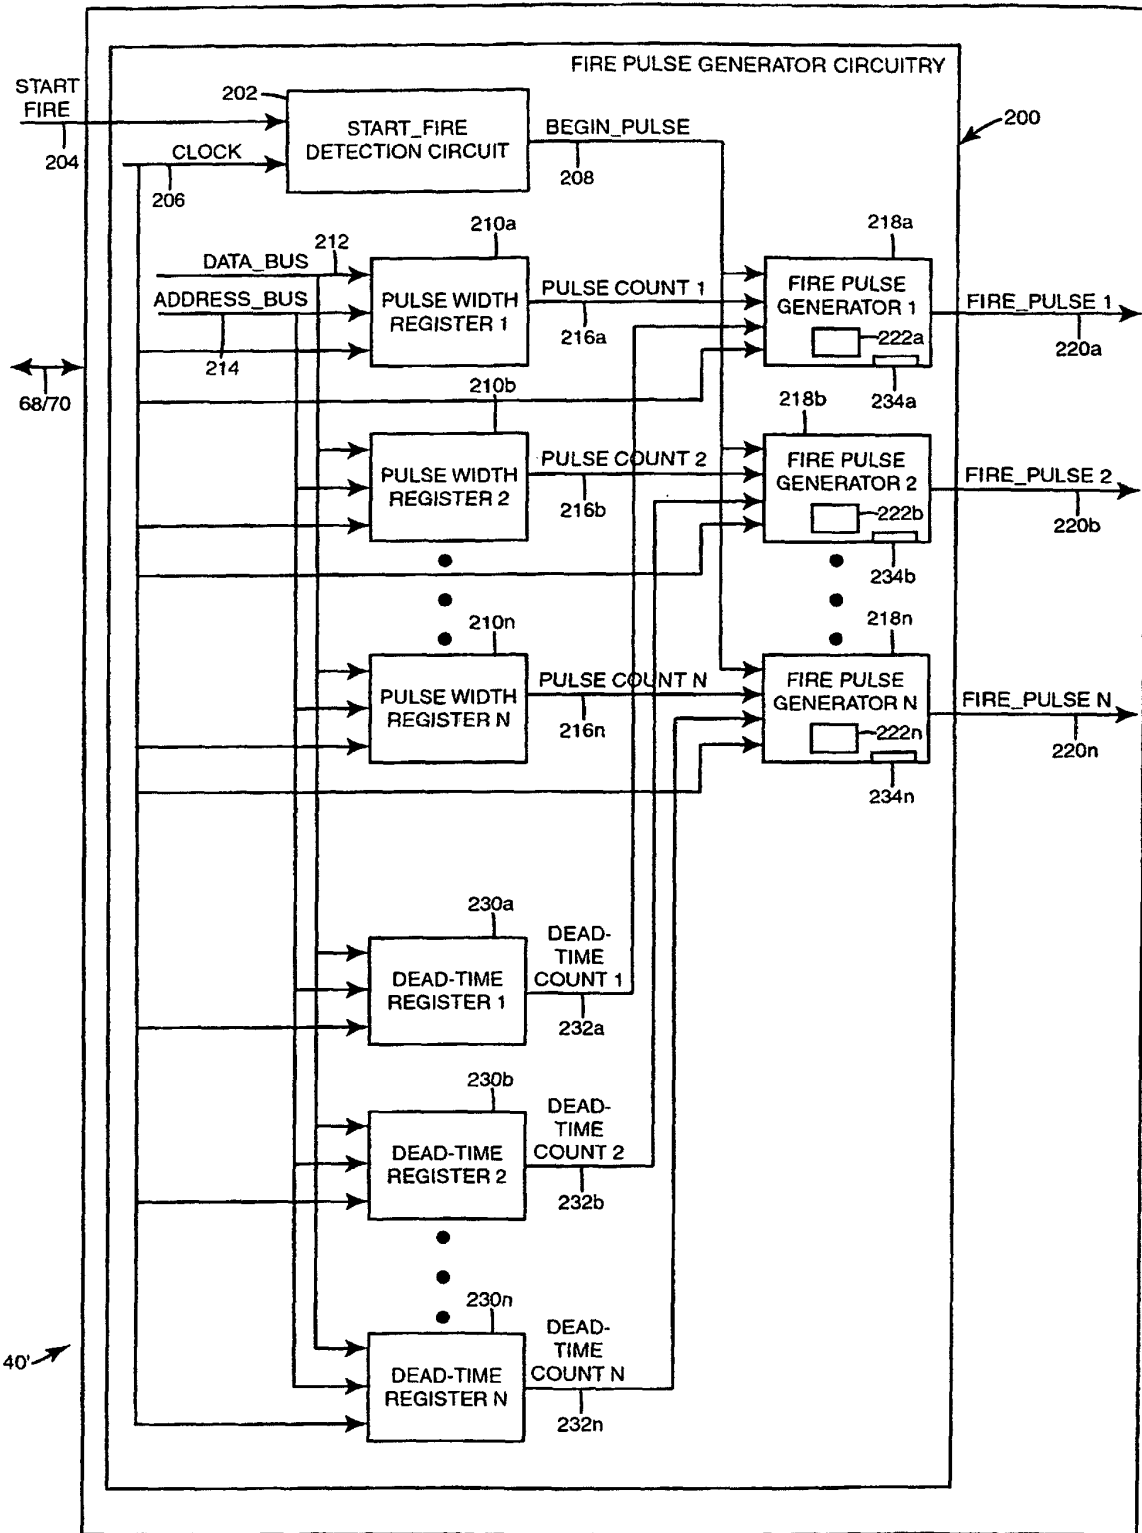 FIRE PULSE GENERATOR CIRCUITRY
START
FIRE
204
CLOCK
206
202
START_FIRE
DETECTION CIRCUIT
BEGIN_PULSE
208
200
DATA_BUS
212
ADDRESS_BUS
214
68/70
210a
PULSE WIDTH
REGISTER 1
PULSE COUNT 1
216a
218a
FIRE PULSE
GENERATOR 1
222a
234a
FIRE_PULSE 1
220a
210b
PULSE WIDTH
REGISTER 2
PULSE COUNT 2
216b
218b
FIRE PULSE
GENERATOR 2
222b
234b
FIRE_PULSE 2
220b
210n
PULSE WIDTH
REGISTER N
PULSE COUNT N
216n
218n
FIRE PULSE
GENERATOR N
222n
234n
FIRE_PULSE N
220n
230a
DEAD-TIME
REGISTER 1
DEAD-
TIME
COUNT 1
232a
230b
DEAD-TIME
REGISTER 2
DEAD-
TIME
COUNT 2
232b
230n
DEAD-TIME
REGISTER N
DEAD-
TIME
COUNT N
232n
40'